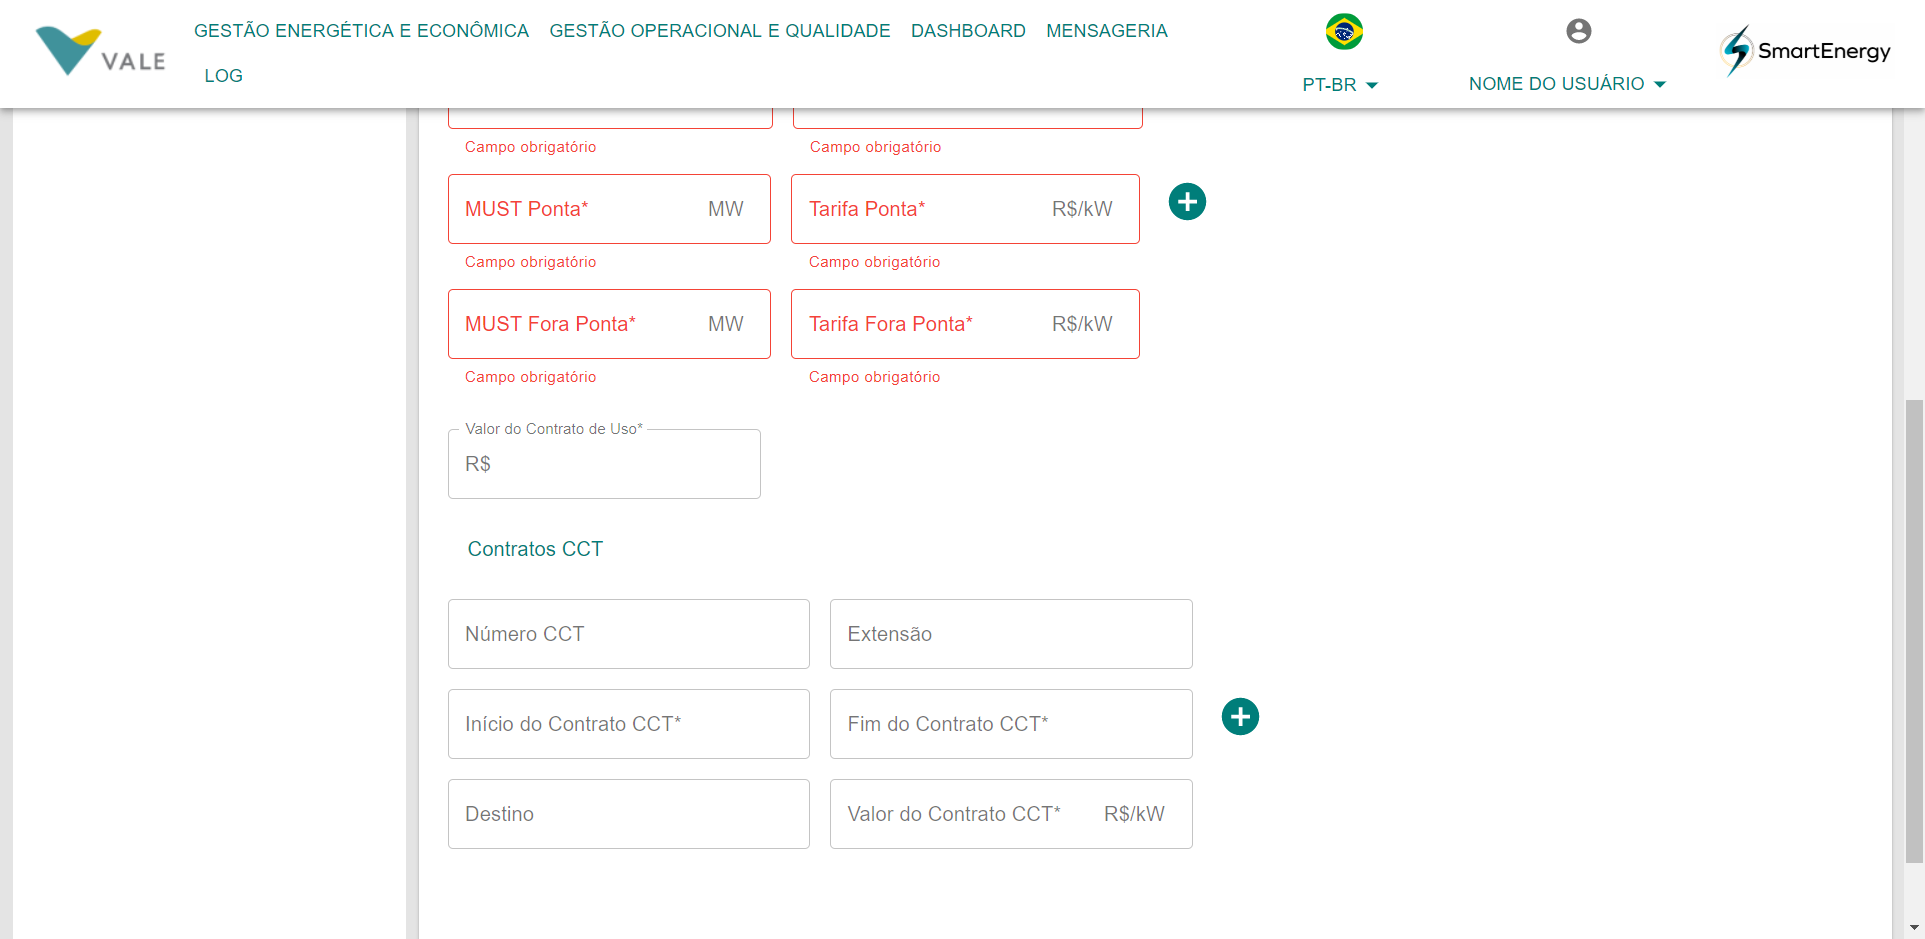 VALE
GESTÃO ENERGÉTICA E ECONÔMICA GESTÃO OPERACIONAL E QUALIDADE DASHBOARD MENSAGERIA
LOG
PT-BR
NOME DO USUÁRIO
SmartEnergy
Campo obrigatório Campo obrigatório
MUST Ponta* MW Tarifa Ponta* R$/kW
Campo obrigatório Campo obrigatório
MUST Fora Ponta* MW Tarifa Fora Ponta* R$/kW
Campo obrigatório Campo obrigatório
Valor do Contrato de Uso*
R$
Contratos CCT
Número CCT Extensão
Início do Contrato CCT* Fim do Contrato CCT*
Destino Valor do Contrato CCT* R$/kW